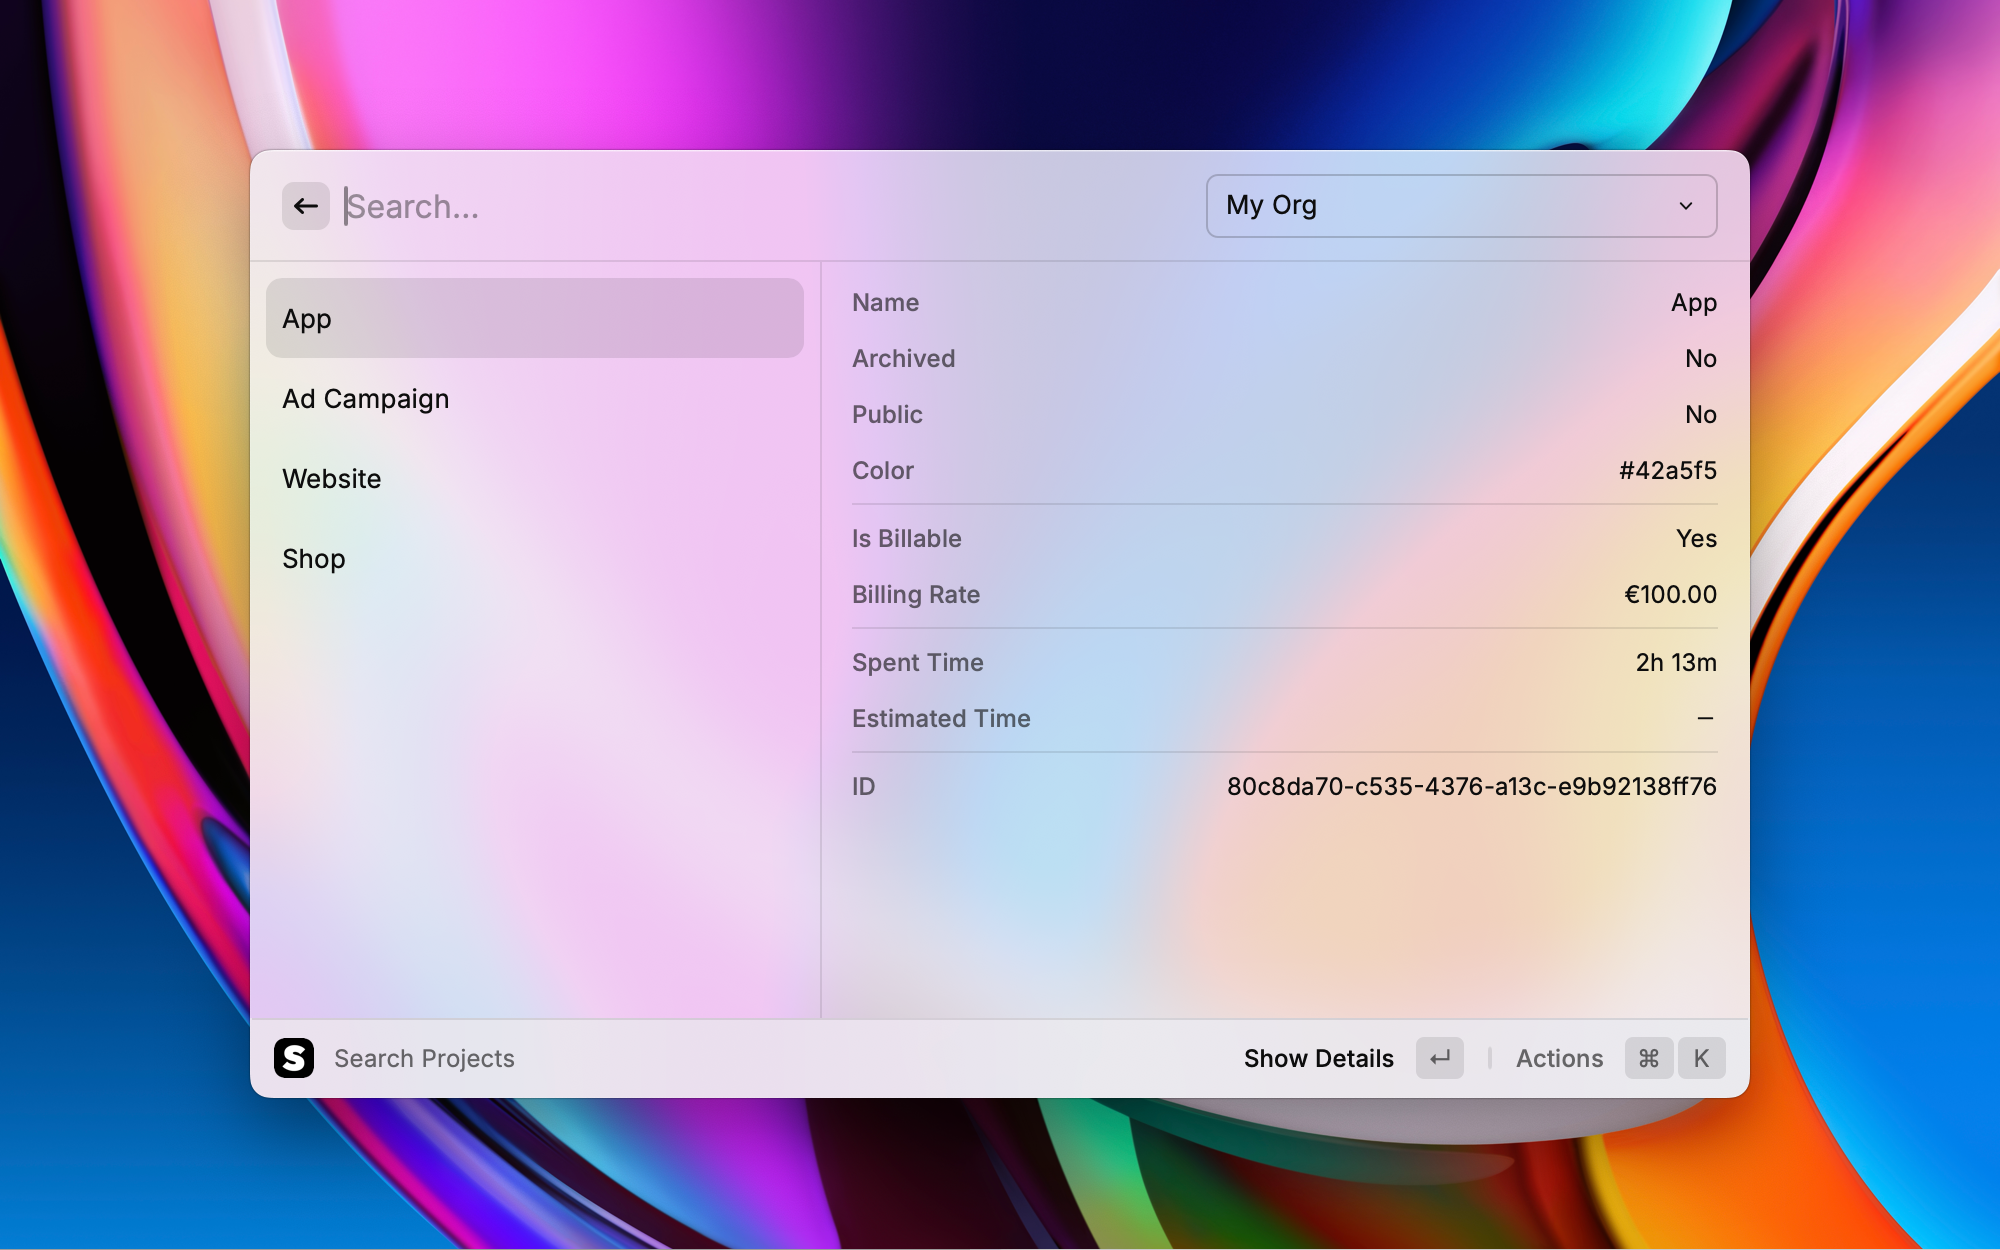 Search...
My Org
App
Ad Campaign
Website
Shop
Name App
Archived No
Public No
Color #42a5f5
Is Billable Yes
Billing Rate €100.00
Spent Time 2h 13m
Estimated Time –
ID 80c8da70-c535-4376-a13c-e9b92138ff76
S Search Projects
Show Details ↵ Actions ⌘ K